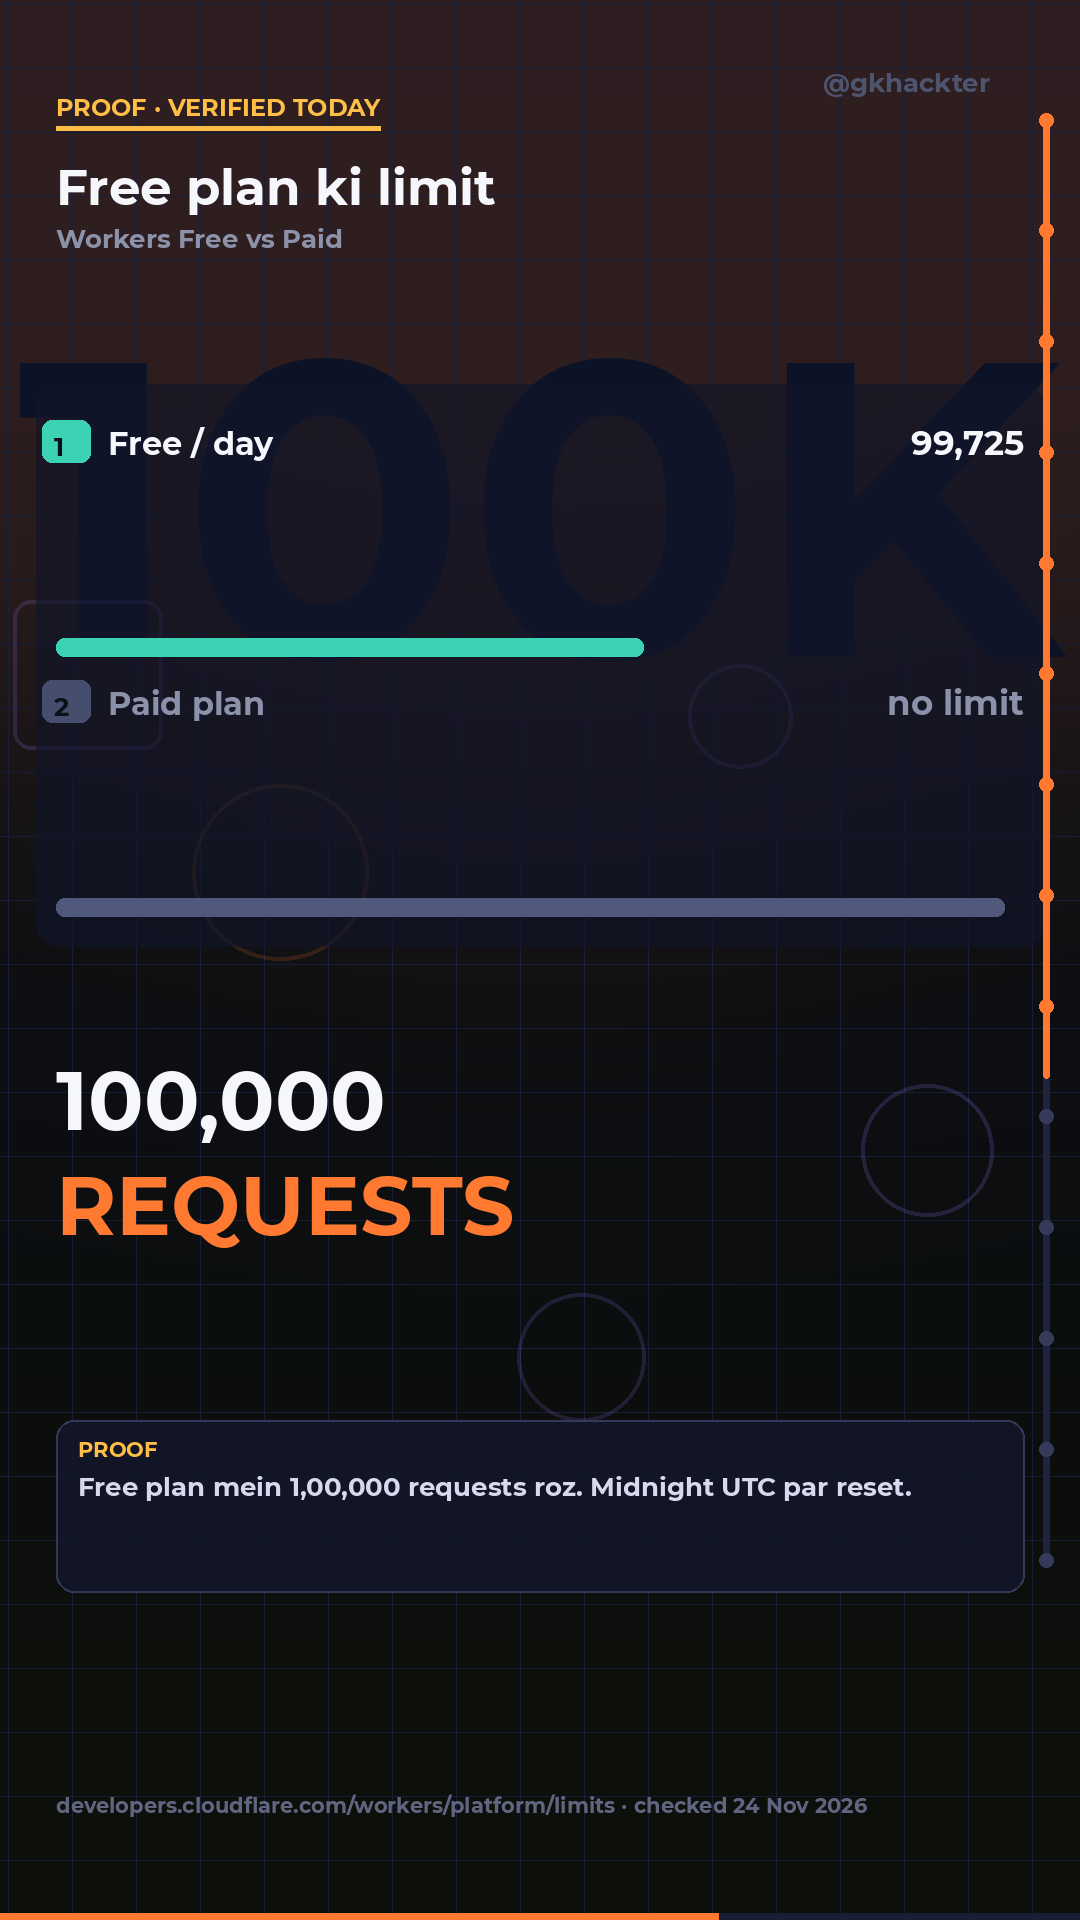 @gkhackter
PROOF · VERIFIED TODAY
Free plan ki limit
Workers Free vs Paid
100K
1 Free / day 99,725
2 Paid plan no limit
100,000
REQUESTS
PROOF
Free plan mein 1,00,000 requests roz. Midnight UTC par reset.
developers.cloudflare.com/workers/platform/limits · checked 24 Nov 2026